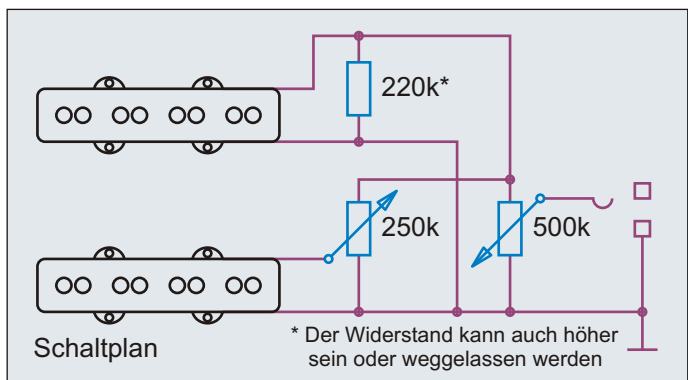 220k*
250k
500k
Schaltplan
* Der Widerstand kann auch höher
sein oder weggelassen werden